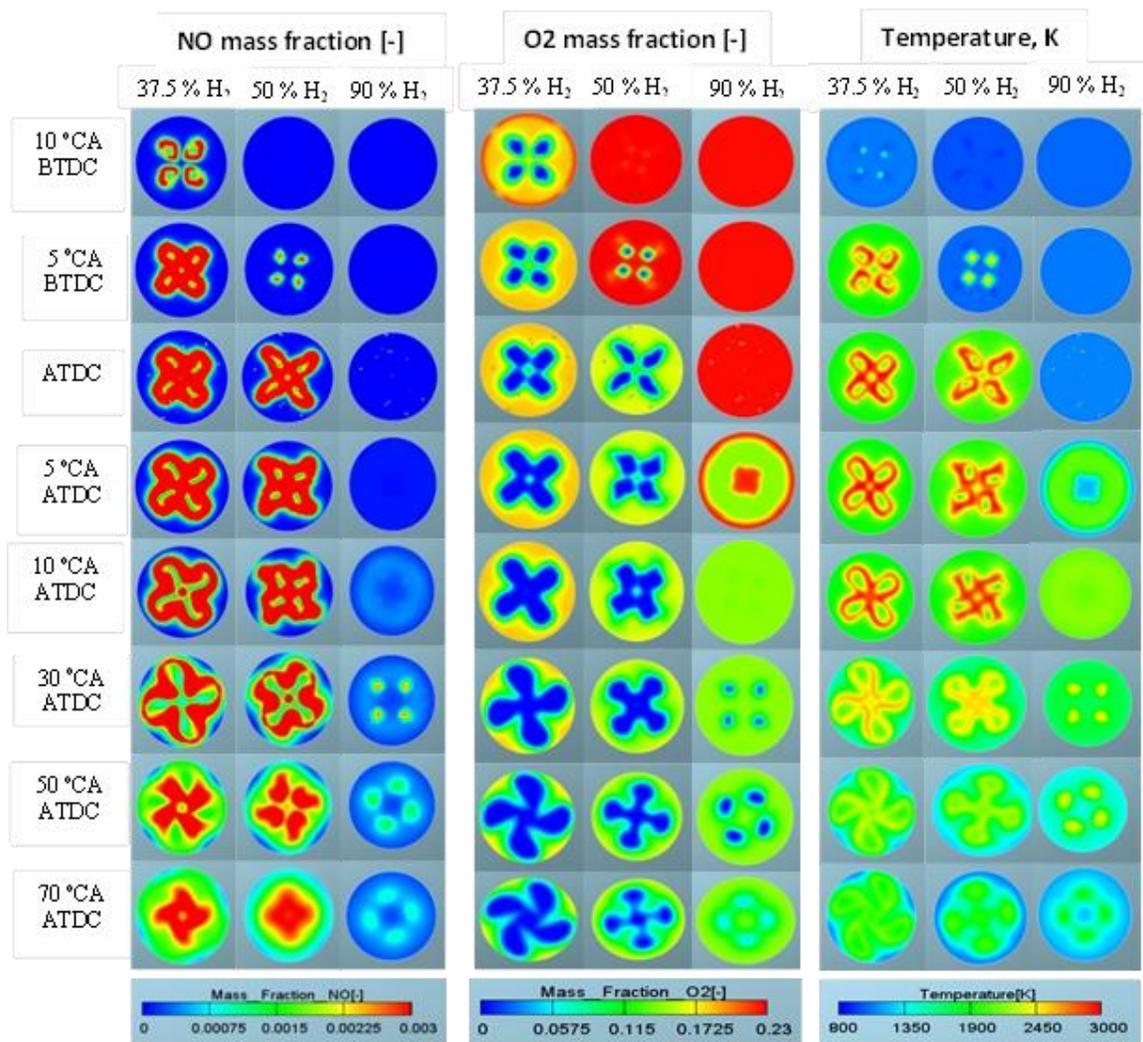 NO mass fraction [-]
O2 mass fraction [-]
Temperature, K
37.5 % H2 50 % H2 90 % H2
37.5 % H2 50 % H2 90 % H2
37.5 % H2 50 % H2 90 % H2
10 °CA
BTDC
5 °CA
BTDC
ATDC
5 °CA
ATDC
10 °CA
ATDC
30 °CA
ATDC
50 °CA
ATDC
70 °CA
ATDC
Mass_Fraction_NO[-]
0 0.00075 0.0015 0.00225 0.003
Mass_Fraction_O2[-]
0 0.0575 0.115 0.1725 0.23
Temperature[K]
800 1350 1900 2450 3000